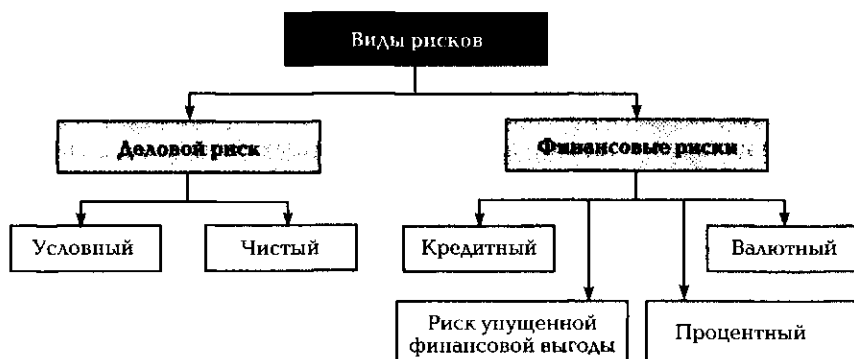 Виды рисков
Деловой риск
Финансовые риски
Условный
Чистый
Кредитный
Валютный
Риск упущенной
финансовой выгоды
Процентный